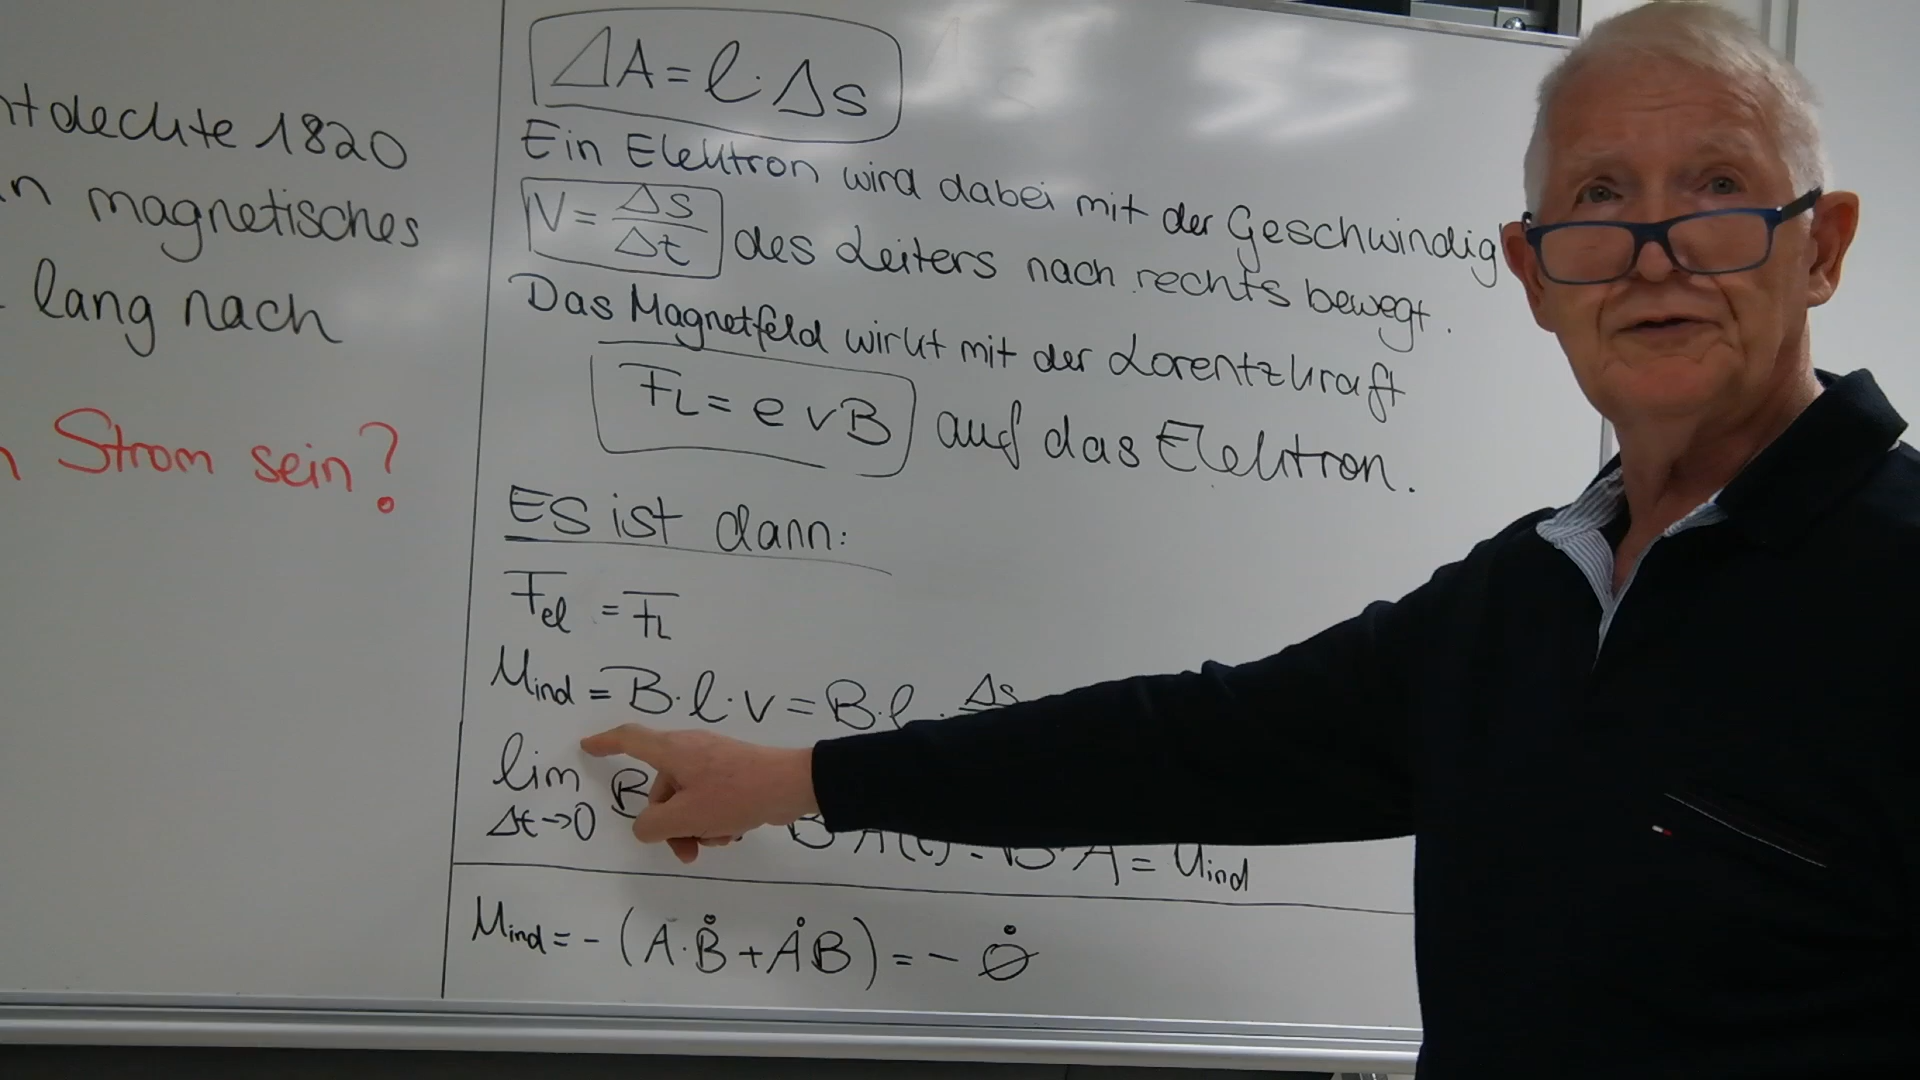 ntdeckte 1820
n magnetisches
lang nach
n Strom sein?
ΔA = l · Δs
Ein Elektron wird dabei mit der Geschwindig
V = Δs/Δt des Leiters nach rechts bewegt.
Das Magnetfeld wirkt mit der Lorentzkraft
FL = e v B auf das Elektron.
ES ist dann:
Fel = FL
Uind = B · l · v = B · l · Δs
lim Δt→0 B A(t) = B · A = Uind
Uind = - (A · Ḃ + Ȧ B) = - Φ̇